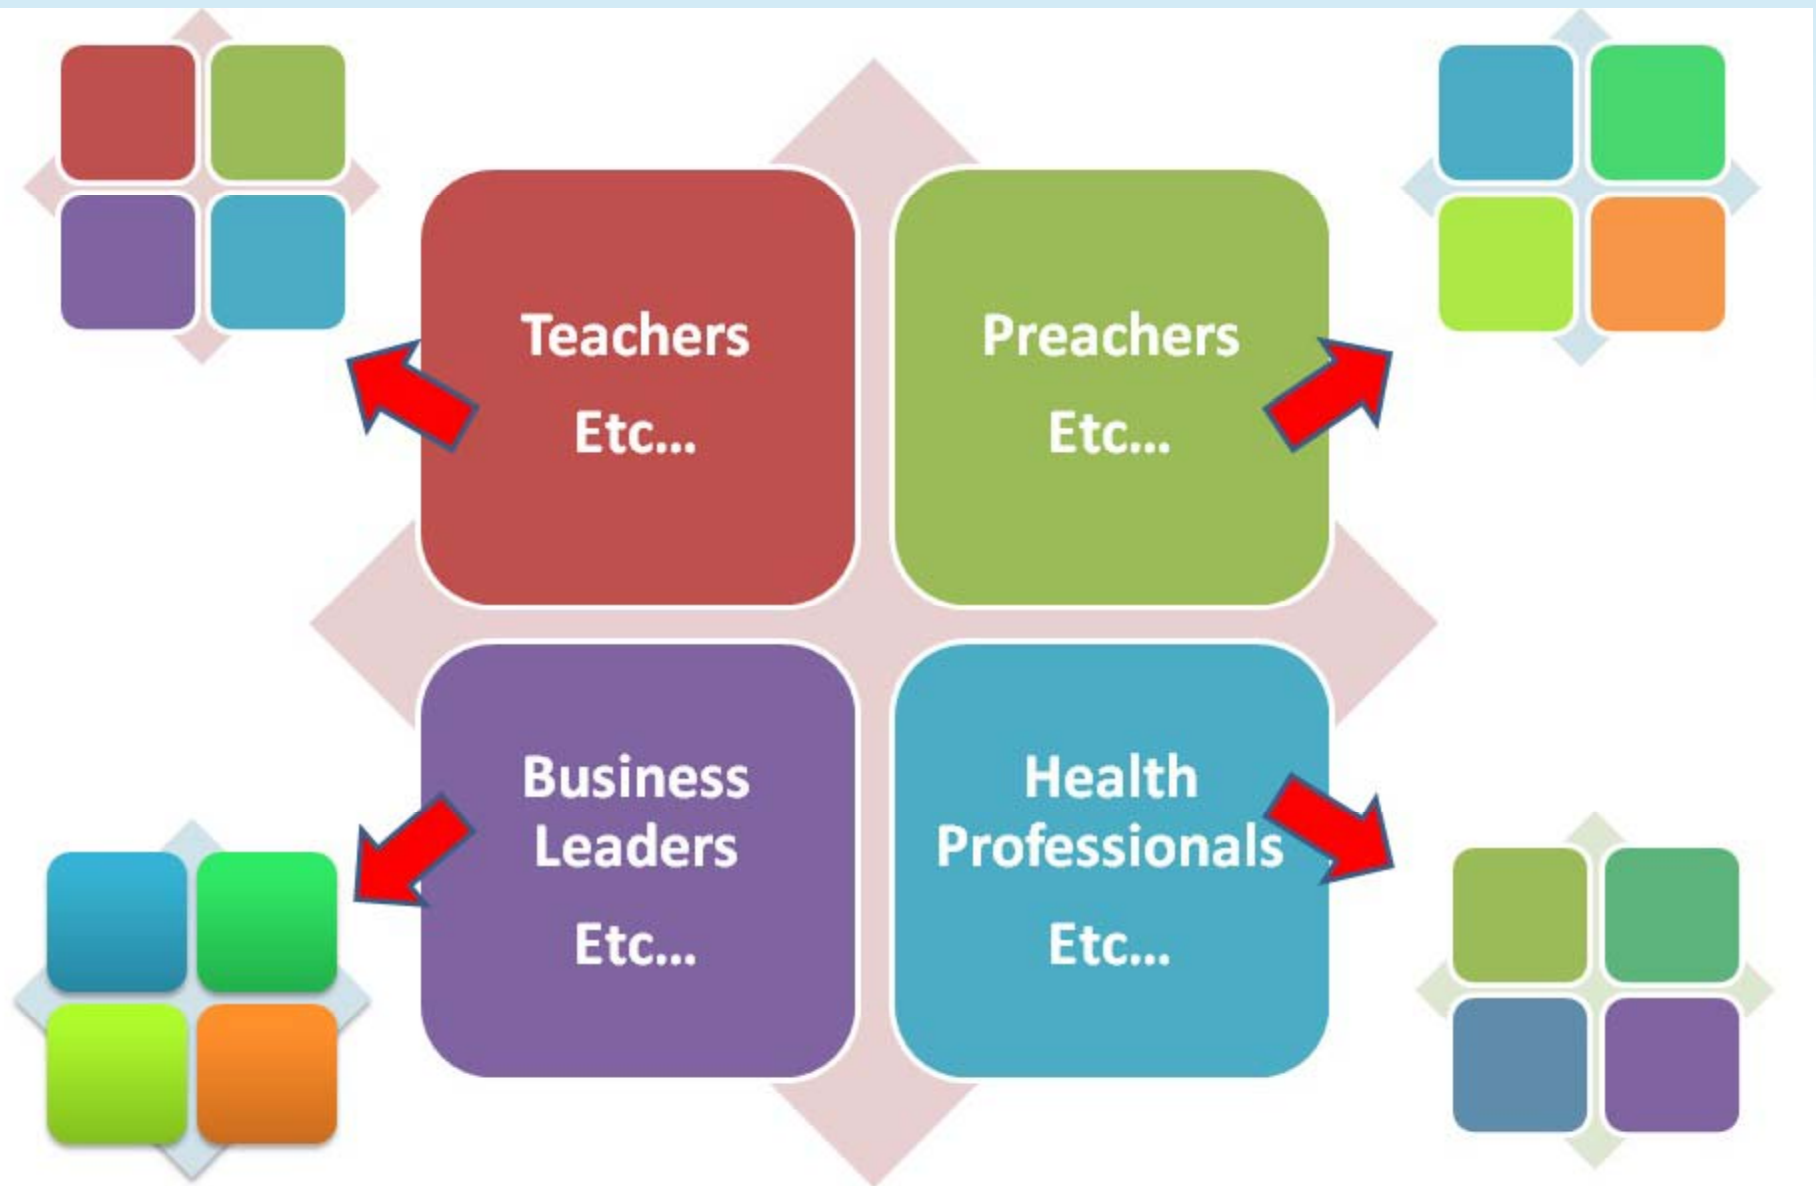 Teachers
Etc...
Preachers
Etc...
Business
Leaders
Etc...
Health
Professionals
Etc...